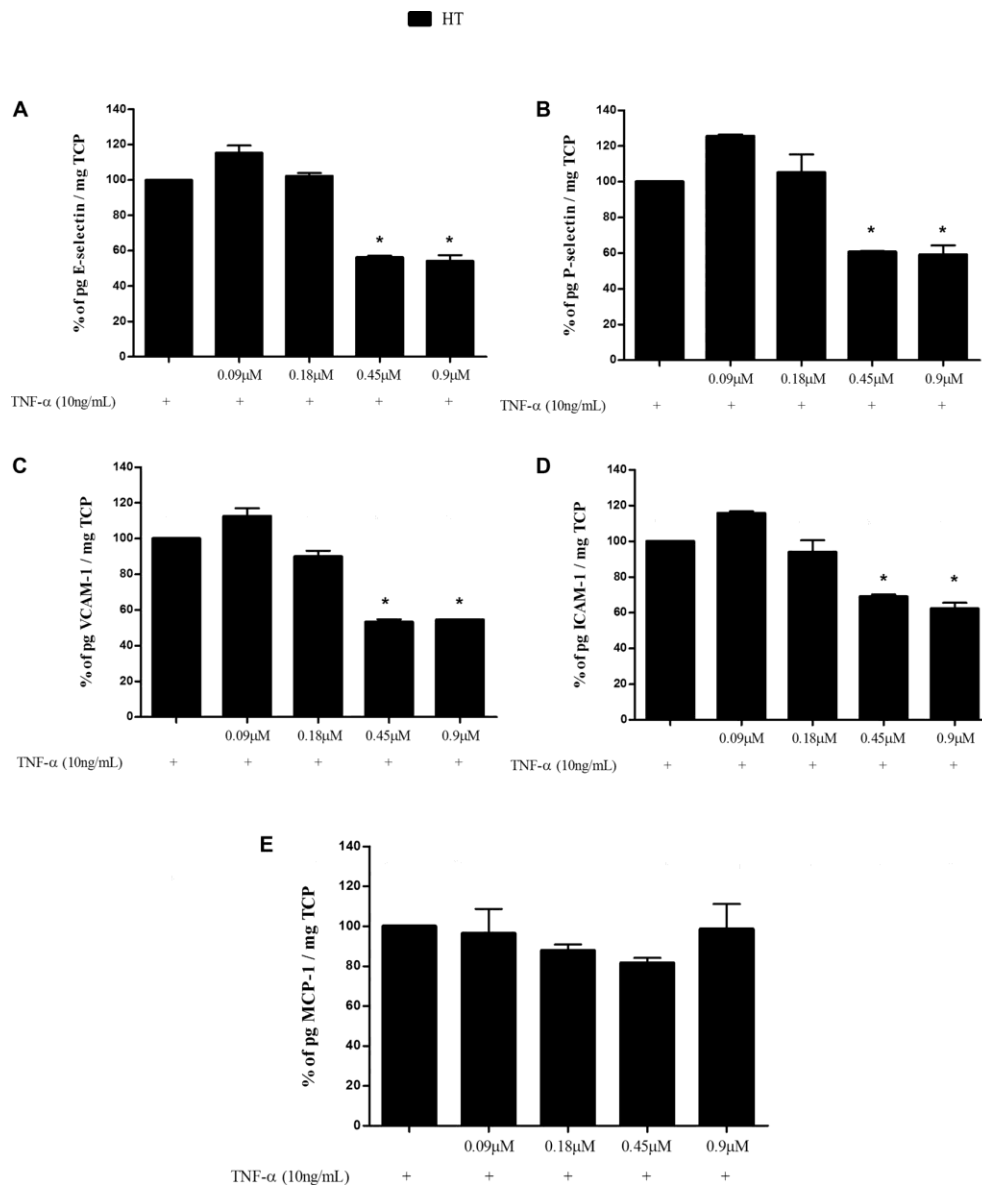 HT
A
% of pg E-selectin / mg TCP
140
120
100
80
60
40
20
0
* *
0.09µM 0.18µM 0.45µM 0.9µM
TNF-α (10ng/mL) + + + + +
B
% of pg P-selectin / mg TCP
140
120
100
80
60
40
20
0
* *
0.09µM 0.18µM 0.45µM 0.9µM
TNF-α (10ng/mL) + + + + +
C
% of pg VCAM-1 / mg TCP
140
120
100
80
60
40
20
0
* *
0.09µM 0.18µM 0.45µM 0.9µM
TNF-α (10ng/mL) + + + + +
D
% of pg ICAM-1 / mg TCP
140
120
100
80
60
40
20
0
* *
0.09µM 0.18µM 0.45µM 0.9µM
TNF-α (10ng/mL) + + + + +
E
% of pg MCP-1 / mg TCP
140
120
100
80
60
40
20
0
0.09µM 0.18µM 0.45µM 0.9µM
TNF-α (10ng/mL) + + + + +